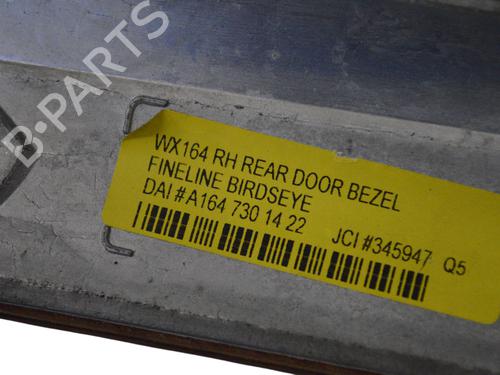 B-PARTS
WX164 RH REAR DOOR BEZEL
FINELINE BIRDSEYE
DAI # A164 730 14 22 JCI #345947 Q5